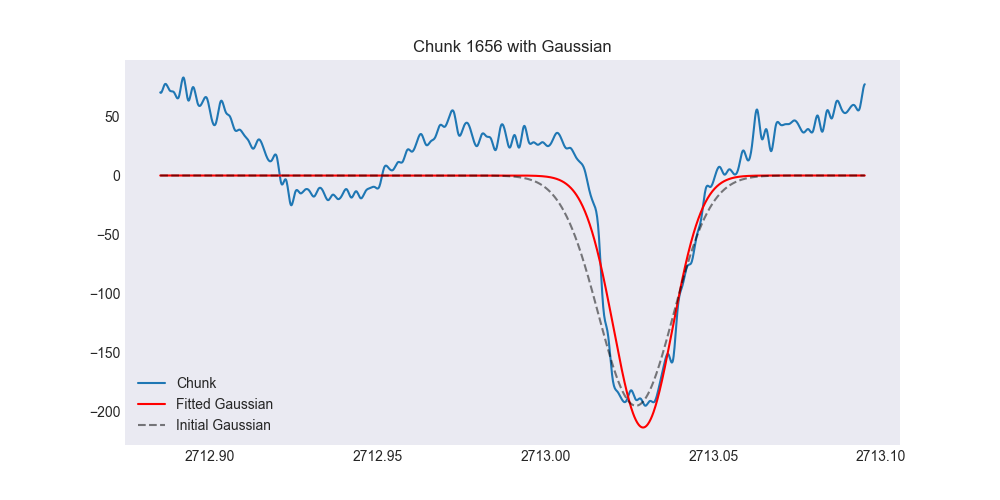 Chunk 1656 with Gaussian
50
0
−50
−100
−150
−200
Chunk
Fitted Gaussian
Initial Gaussian
2712.90 2712.95 2713.00 2713.05 2713.10